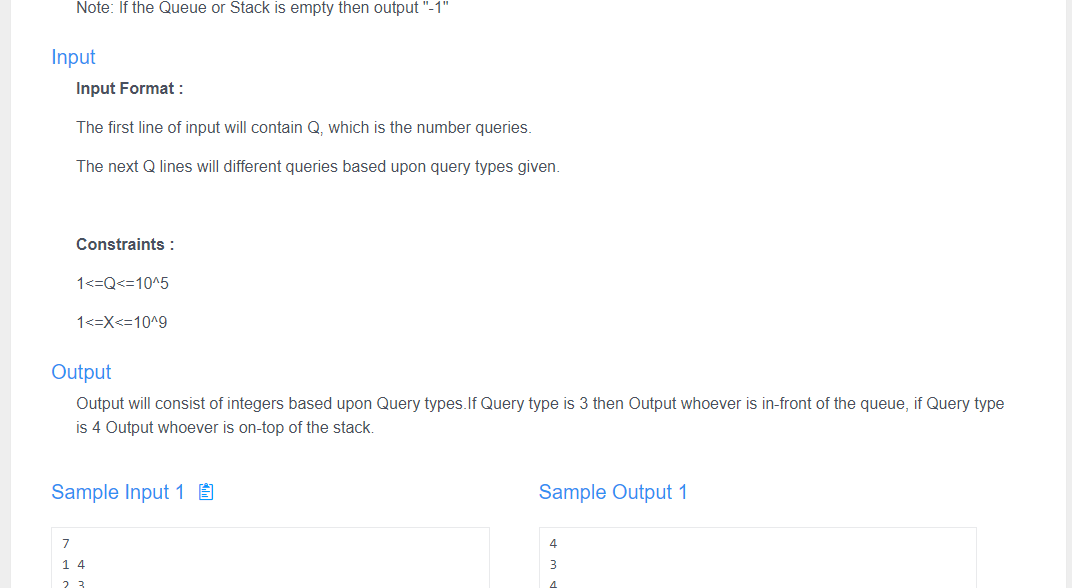 Note: If the Queue or Stack is empty then output "-1"
Input
Input Format :
The first line of input will contain Q, which is the number queries.
The next Q lines will different queries based upon query types given.
Constraints :
1<=Q<=10^5
1<=X<=10^9
Output
Output will consist of integers based upon Query types.If Query type is 3 then Output whoever is in-front of the queue, if Query type
is 4 Output whoever is on-top of the stack.
Sample Input 1
Sample Output 1
7
1 4
2 3
4
3
4